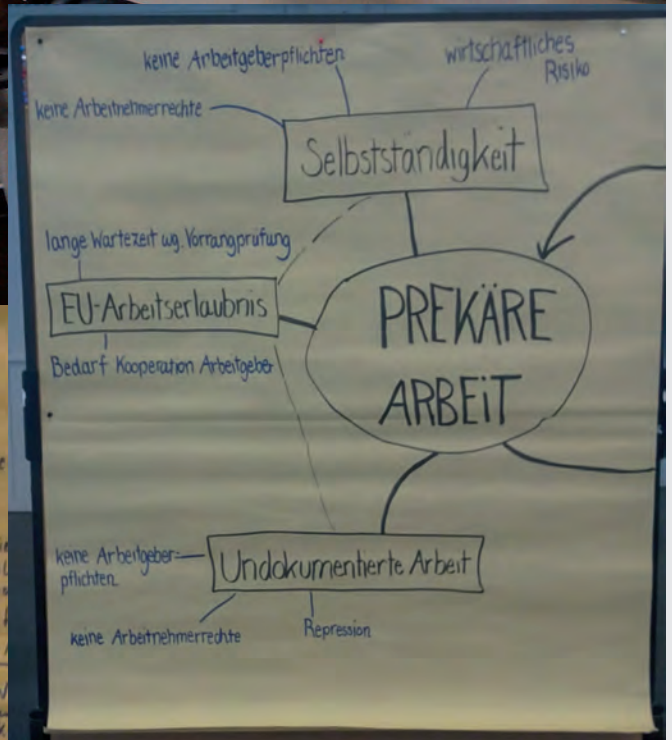 keine Arbeitgeberpflichten
wirtschaftliches
Risiko
keine Arbeitnehmerrechte
Selbstständigkeit
lange Wartezeit wg. Vorrangprüfung
EU-Arbeitserlaubnis
Bedarf Kooperation Arbeitgeber
PREKÄRE
ARBEiT
keine Arbeitgeber-
pflichten
Undokumentierte Arbeit
keine Arbeitnehmerrechte
Repression